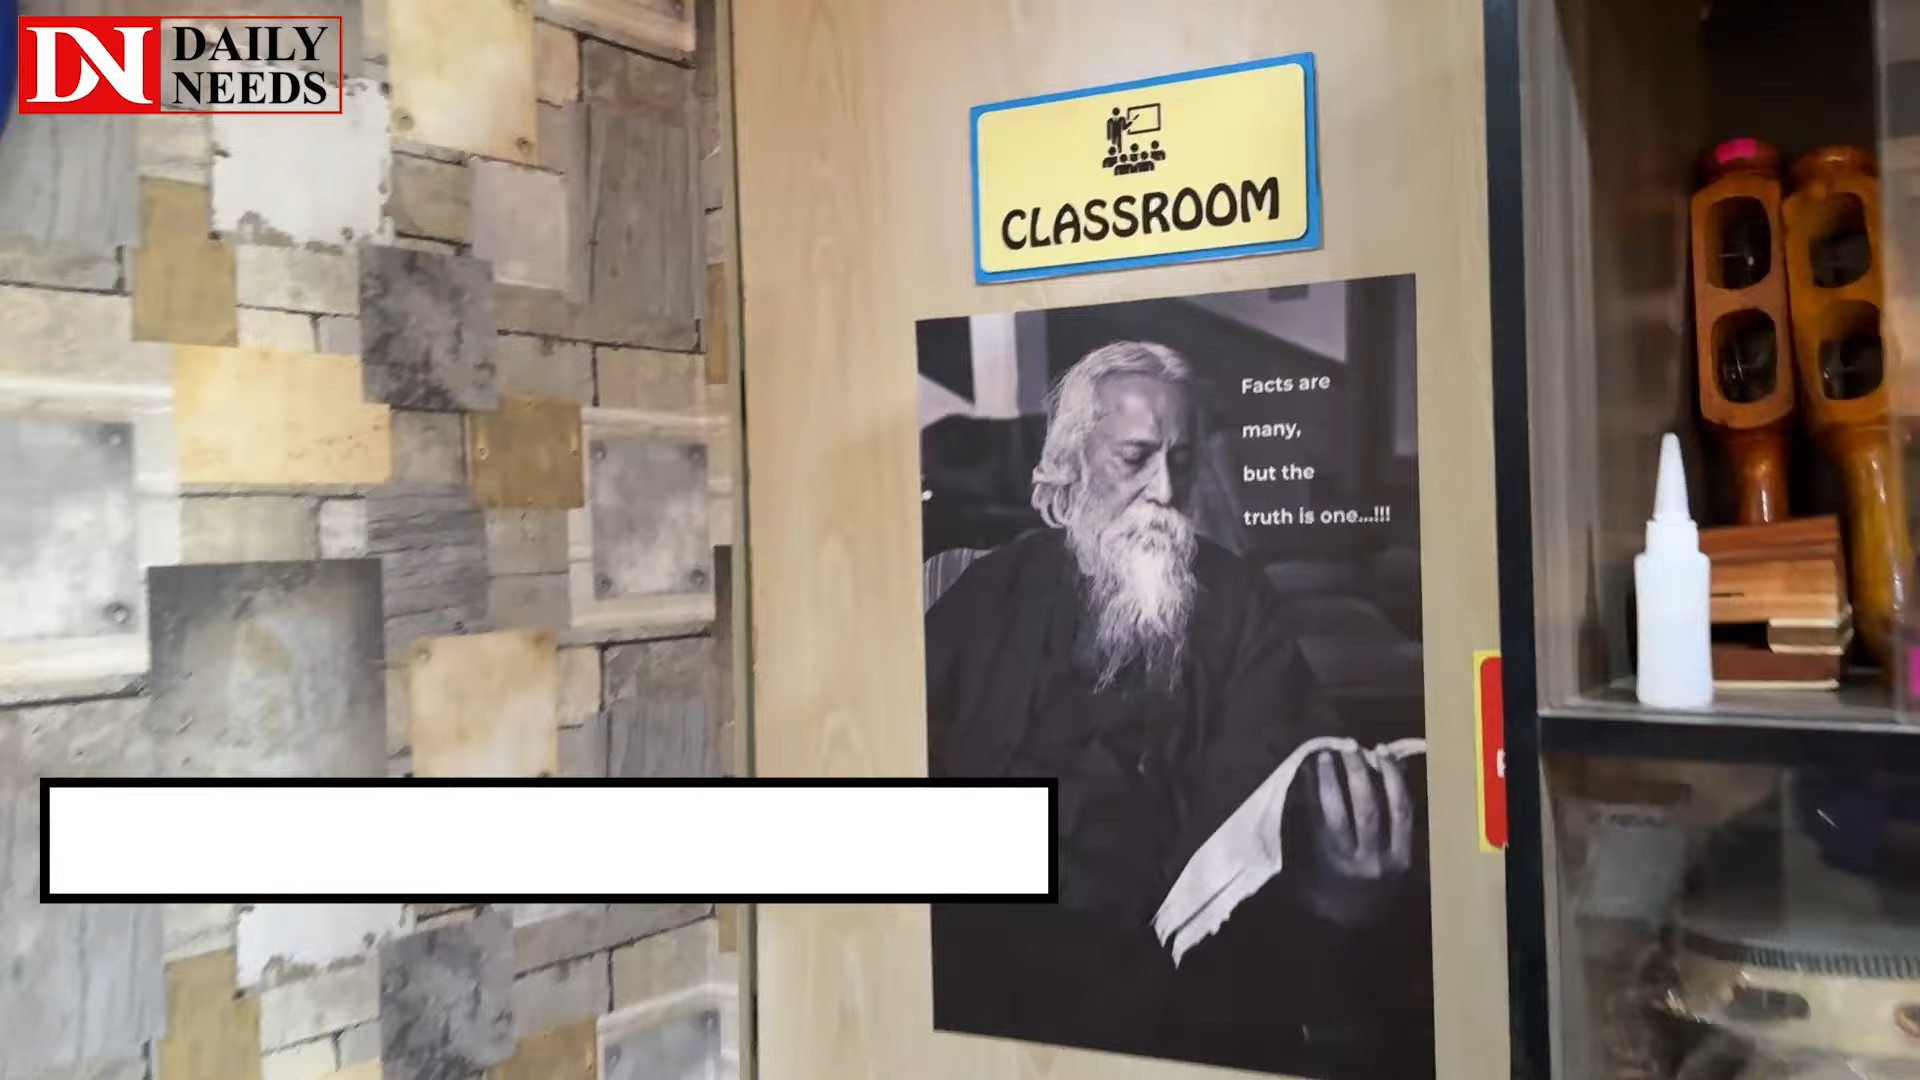 DN
DAILY
NEEDS
CLASSROOM
Facts are
many,
but the
truth is one...!!!